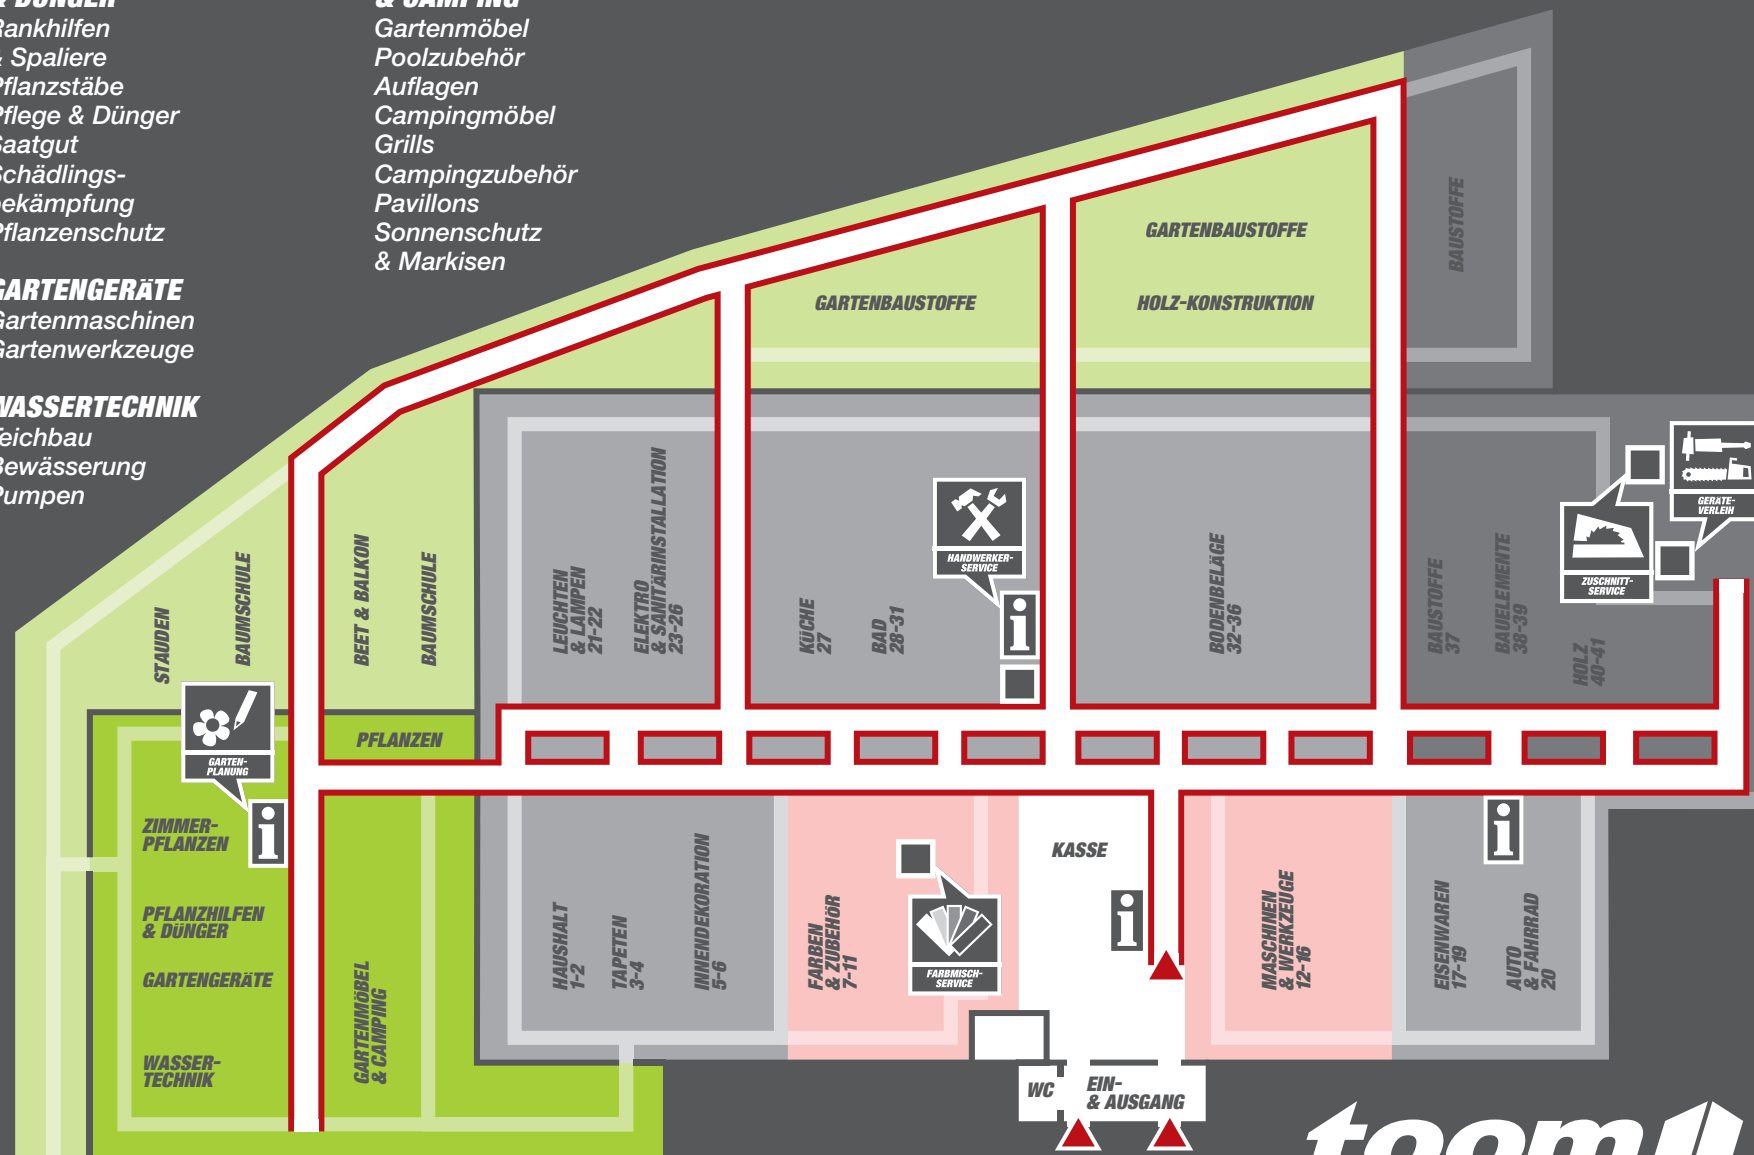 & DÜNGER
Rankhilfen
& Spaliere
Pflanzstäbe
Pflege & Dünger
Saatgut
Schädlings-
bekämpfung
Pflanzenschutz
GARTENGERÄTE
Gartenmaschinen
Gartenwerkzeuge
WASSERTECHNIK
Teichbau
Bewässerung
Pumpen
& CAMPING
Gartenmöbel
Poolzubehör
Auflagen
Campingmöbel
Grills
Campingzubehör
Pavillons
Sonnenschutz
& Markisen
BAUSTOFFE
GARTENBAUSTOFFE
HOLZ-KONSTRUKTION
GARTENBAUSTOFFE
STAUDEN
BAUMSCHULE
BEET & BALKON
BAUMSCHULE
LEUCHTEN
& LAMPEN
21-22
ELEKTRO
& SANITÄRINSTALLATION
23-26
KÜCHE
27
BAD
28-31
HANDWERKER-
SERVICE
i
BODENBELÄGE
32-36
BAUSTOFFE
37
BAUELEMENTE
38-39
HOLZ
40-41
ZUSCHNITT-
SERVICE
GERÄTE-
VERLEIH
GARTEN-
PLANUNG
i
PFLANZEN
ZIMMER-
PFLANZEN
PFLANZHILFEN
& DÜNGER
GARTENGERÄTE
WASSER-
TECHNIK
GARTENMÖBEL
& CAMPING
HAUSHALT
1-2
TAPETEN
3-4
INNENDEKORATION
5-6
FARBEN
& ZUBEHÖR
7-11
FARBMISCH-
SERVICE
KASSE
i
MASCHINEN
& WERKZEUGE
12-16
EISENWAREN
17-19
i
AUTO
& FAHRRAD
20
WC
EIN-
& AUSGANG
toom